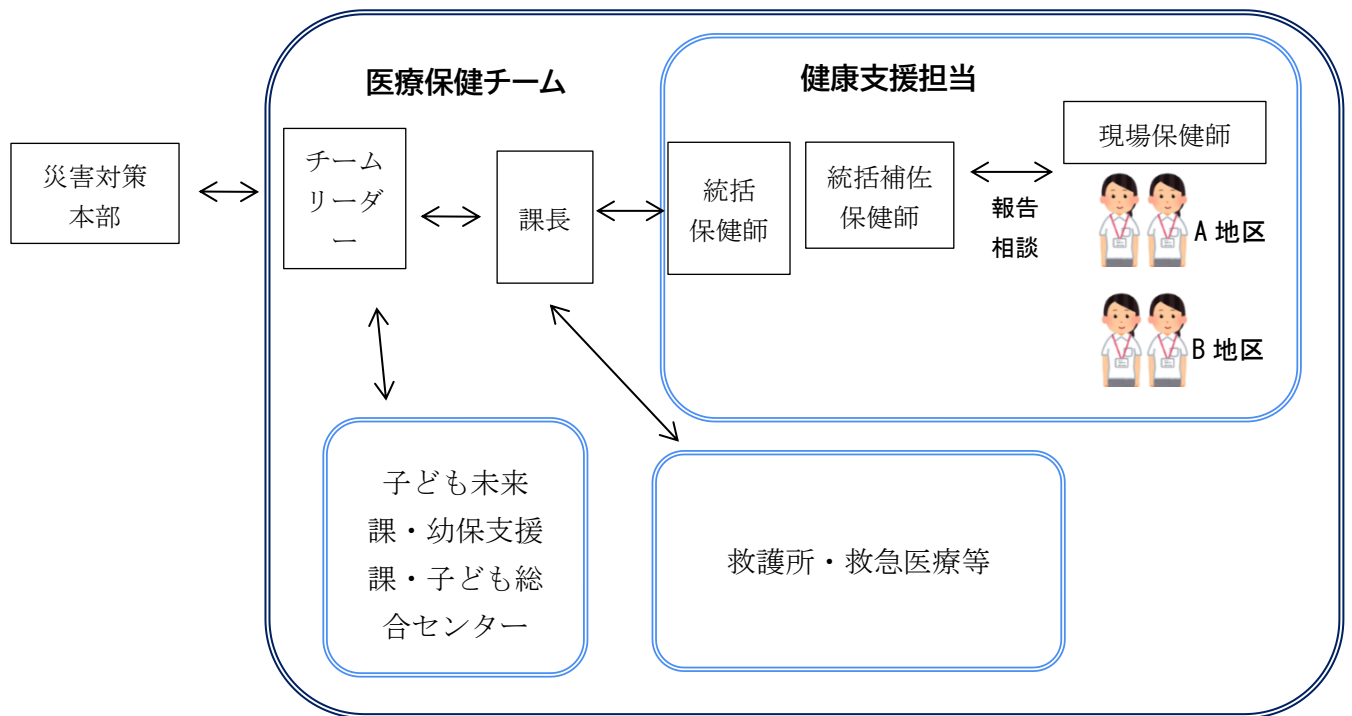 医療保健チーム
健康支援担当
災害対策
本部
チーム
リーダ
ー
課長
統括
保健師
統括補佐
保健師
報告
相談
現場保健師
A 地区
B 地区
子ども未来
課・幼保支援
課・子ども総
合センター
救護所・救急医療等